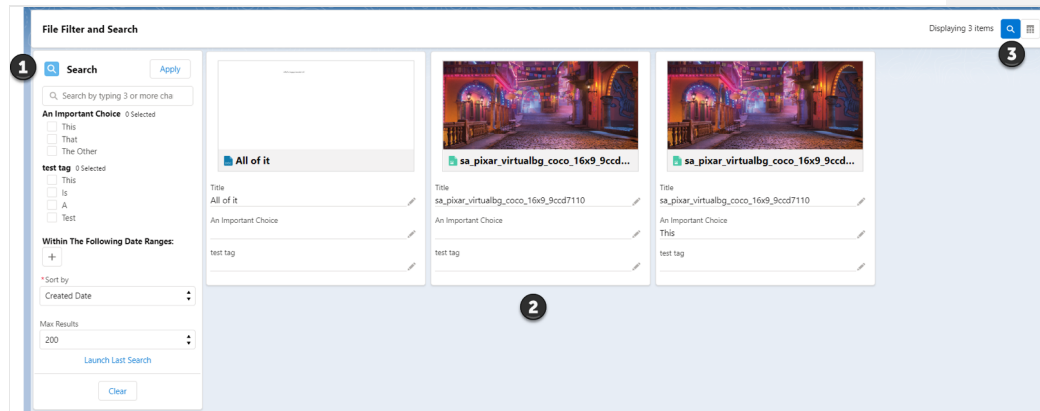 File Filter and Search
Displaying 3 items
1
3
Search
Apply
Search by typing 3 or more cha
An Important Choice 0 Selected
This
That
The Other
test tag 0 Selected
This
Is
A
Test
Within The Following Date Ranges:
+
*Sort by
Created Date
Max Results
200
Launch Last Search
Clear
All of it
Title
All of it
An Important Choice
test tag
sa_pixar_virtualbg_coco_16x9_9ccd...
Title
sa_pixar_virtualbg_coco_16x9_9ccd7110
An Important Choice
test tag
sa_pixar_virtualbg_coco_16x9_9ccd...
Title
sa_pixar_virtualbg_coco_16x9_9ccd7110
An Important Choice
This
test tag
2